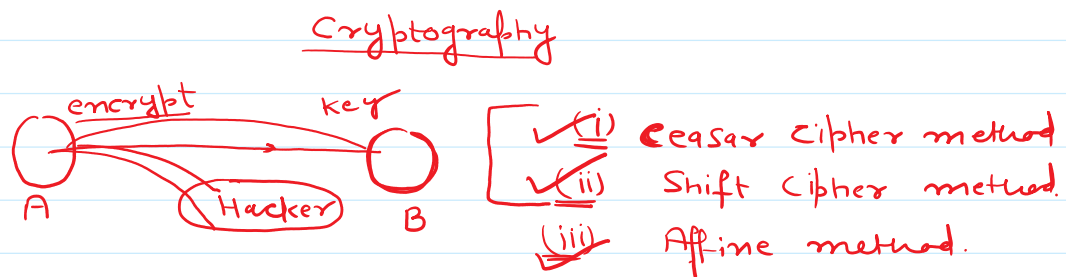 Cryptography
encrypt
key
A
Hacker
B
(i) Ceasar Cipher method
(ii) Shift Cipher method.
(iii) Affine method.